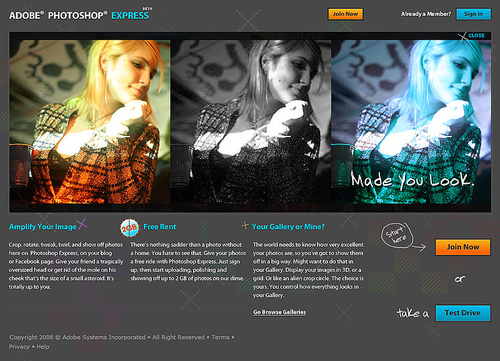 ADOBE® PHOTOSHOP® EXPRESS BETA
Join Now
Already a Member?
Sign In
CLOSE
Made You Look.
Amplify Your Image
Crop, rotate, tweak, twirl, and show off photos
here on Photoshop Express, on your blog
or Facebook page. Give your friend a tragically
oversized head or get rid of the mole on his
cheek that's the size of a small asteroid. It's
totally up to you.
2GB
Free Rent
There's nothing sadder than a photo without
a home. You hate to see that. Give your photos
a free ride with Photoshop Express. Just sign
up, then start uploading, polishing and
showing off up to 2 GB of photos on our dime.
Your Gallery or Mine?
The world needs to know how very excellent
your photos are, so you've got to show them
off in a big way. Might want to do that in
your Gallery. Display your images in 3D, or a
grid. Or like an alien crop circle. The choice is
yours. You control how everything looks in
your Gallery.
Go Browse Galleries
Start
here
Join Now
or
take a
Test Drive
Copyright 2008 © Adobe Systems Incorporated • All Right Reserved • Terms •
Privacy • Help